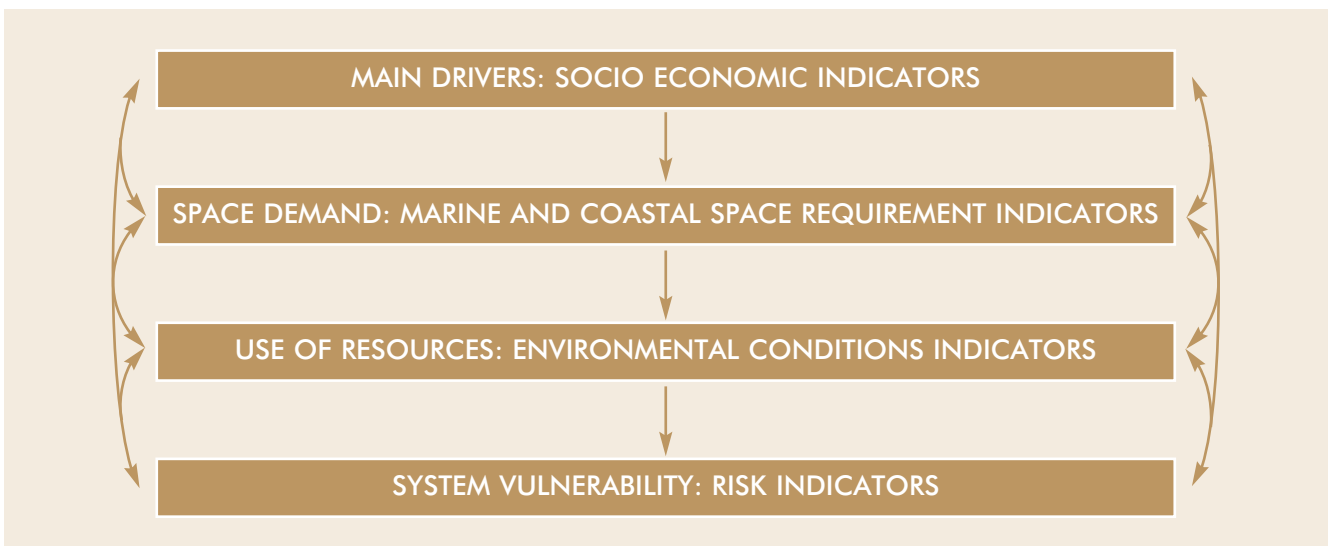 MAIN DRIVERS: SOCIO ECONOMIC INDICATORS
SPACE DEMAND: MARINE AND COASTAL SPACE REQUIREMENT INDICATORS
USE OF RESOURCES: ENVIRONMENTAL CONDITIONS INDICATORS
SYSTEM VULNERABILITY: RISK INDICATORS